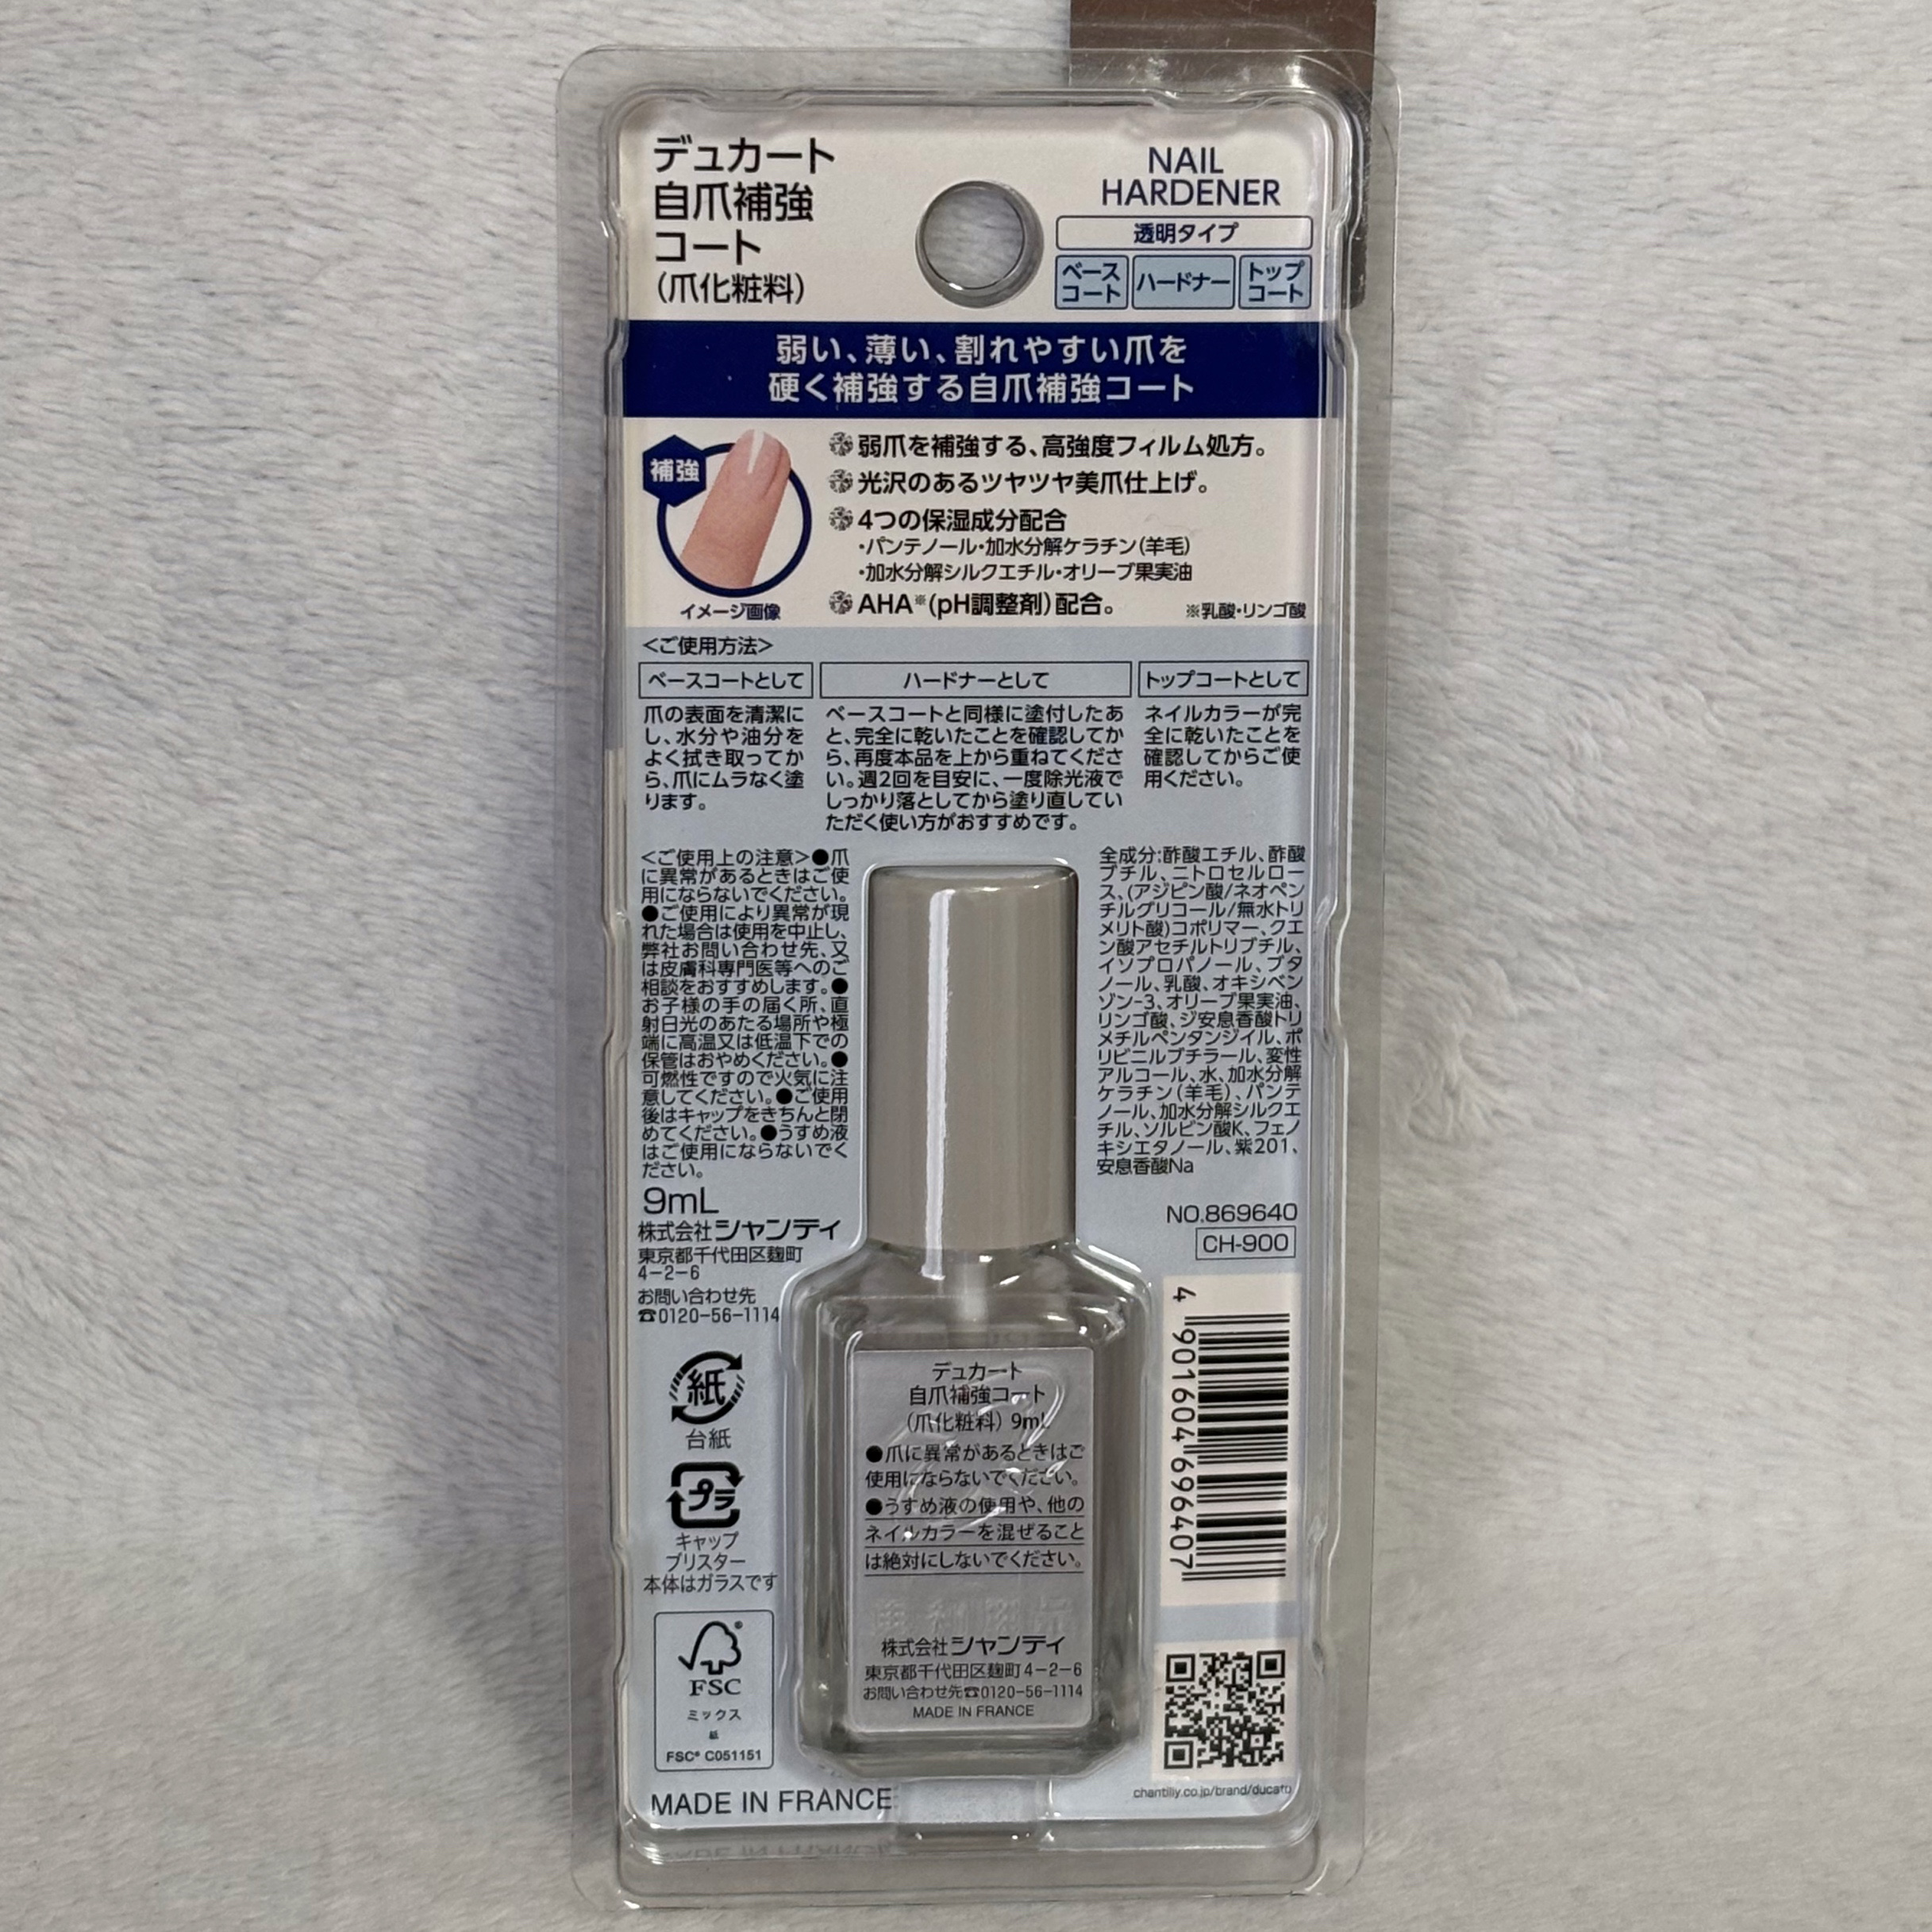 デュカート
自爪補強
コート
(爪化粧料)
NAIL
HARDENER
透明タイプ
ベース
コート
ハードナー
トップ
コート
弱い、薄い、割れやすい爪を
硬く補強する自爪補強コート
補強
イメージ画像
弱爪を補強する、高強度フィルム処方。
光沢のあるツヤツヤ美爪仕上げ。
4つの保湿成分配合
・パンテノール・加水分解ケラチン(羊毛)
・加水分解シルクエチル・オリーブ果実油
AHA※(pH調整剤)配合。
※乳酸・リンゴ酸
<ご使用方法>
ベースコートとして
爪の表面を清潔に
し、水分や油分を
よく拭き取ってか
ら、爪にムラなく塗
ります。
ハードナーとして
ベースコートと同様に塗付したあ
と、完全に乾いたことを確認してか
ら、再度本品を上から重ねてくださ
い。週2回を目安に、一度除光液で
しっかり落としてから塗り直してい
ただく使い方がおすすめです。
トップコートとして
ネイルカラーが完
全に乾いたことを
確認してからご使
用ください。
<ご使用上の注意>●爪
に異常があるときはご使
用にならないでください。
●ご使用により異常が現
れた場合は使用を中止し、
弊社お問い合わせ先、又
は皮膚科専門医等へのご
相談をおすすめします。●
お子様の手の届く所、直
射日光のあたる場所や極
端に高温又は低温下での
保管はおやめください。●
可燃性ですので火気に注
意してください。●ご使用
後はキャップをきちんと閉
めてください。●うすめ液
はご使用にならないでく
ださい。
9mL
株式会社シャンティ
東京都千代田区麹町
4-2-6
お問い合わせ先
☎0120-56-1114
紙
台紙
プラ
キャップ
ブリスター
本体はガラスです
FSC
ミックス
紙
FSC® C051151
MADE IN FRANCE
全成分:酢酸エチル、酢酸
ブチル、ニトロセルロー
ス、(アジピン酸/ネオペン
チルグリコール/無水トリ
メリト酸)コポリマー、クエ
ン酸アセチルトリブチル、
イソプロパノール、ブタ
ノール、乳酸、オキシベン
ゾン-3、オリーブ果実油、
リンゴ酸、ジ安息香酸トリ
メチルペンタンジイル、ポ
リビニルブチラール、変性
アルコール、水、加水分解
ケラチン(羊毛)、パンテ
ノール、加水分解シルクエ
チル、ソルビン酸K、フェノ
キシエタノール、紫201、
安息香酸Na
NO.869640
CH-900
4 901604 696407
chantilly.co.jp/brand/ducato
デュカート
自爪補強コート
(爪化粧料) 9mL
●爪に異常があるときはご
使用にならないでください。
●うすめ液の使用や、他の
ネイルカラーを混ぜること
は絶対にしないでください。
株式会社シャンティ
東京都千代田区麹町4-2-6
お問い合わせ先☎0120-56-1114
MADE IN FRANCE